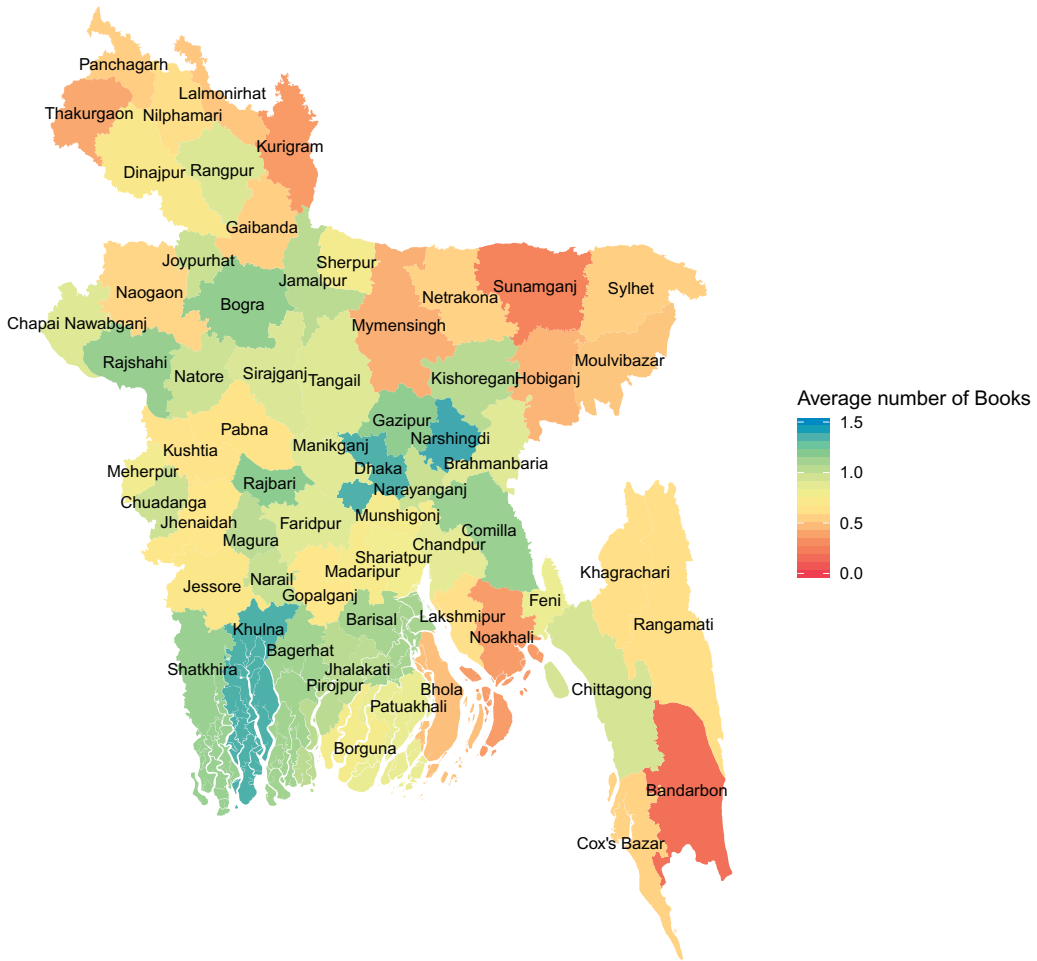 Panchagarh
Lalmonirhat
Thakurgaon
Nilphamari
Kurigram
Dinajpur
Rangpur
Gaibanda
Joypurhat
Sherpur
Jamalpur
Naogaon
Bogra
Netrakona
Sunamganj
Sylhet
Chapai Nawabganj
Mymensingh
Rajshahi
Natore
Sirajganj
Tangail
Kishoreganj
Hobiganj
Moulvibazar
Average number of Books
1.5
1.0
0.5
0.0
Pabna
Gazipur
Kushtia
Manikganj
Narshingdi
Meherpur
Dhaka
Brahmanbaria
Rajbari
Narayanganj
Chuadanga
Jhenaidah
Faridpur
Munshigonj
Magura
Comilla
Chandpur
Shariatpur
Madaripur
Khagrachari
Jessore
Narail
Gopalganj
Feni
Khulna
Barisal
Lakshmipur
Noakhali
Rangamati
Bagerhat
Shatkhira
Jhalakati
Pirojpur
Bhola
Chittagong
Patuakhali
Borguna
Bandarbon
Cox's Bazar